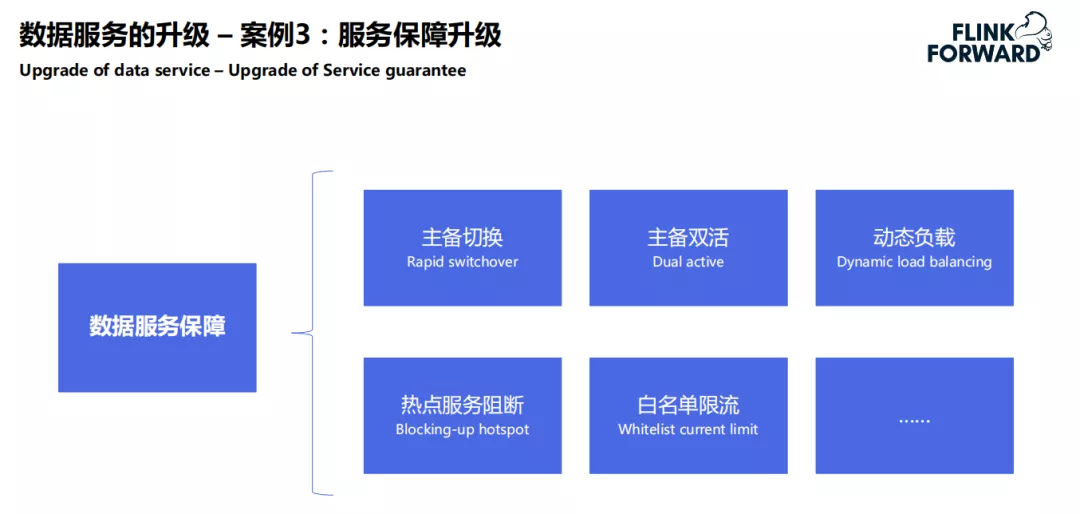 数据服务的升级 – 案例3：服务保障升级
Upgrade of data service – Upgrade of Service guarantee
FLINK
FORWARD
数据服务保障
主备切换
Rapid switchover
主备双活
Dual active
动态负载
Dynamic load balancing
热点服务阻断
Blocking-up hotspot
白名单限流
Whitelist current limit
……